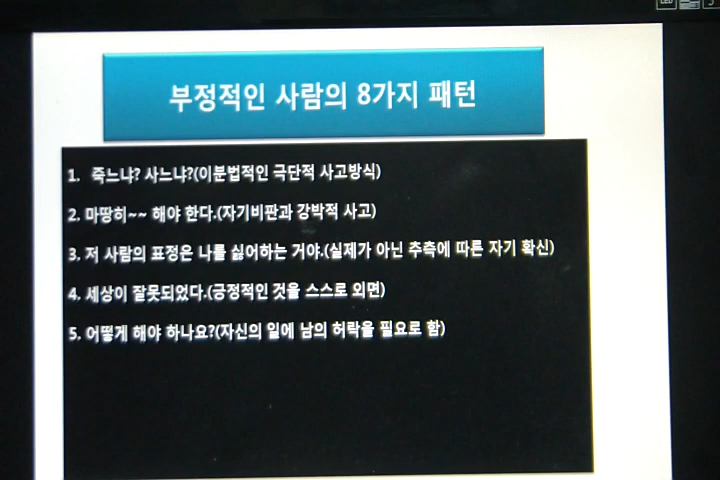 부정적인 사람의 8가지 패턴
1. 죽느냐? 사느냐?(이분법적인 극단적 사고방식)
2. 마땅히~~ 해야 한다.(자기비판과 강박적 사고)
3. 저 사람의 표정은 나를 싫어하는 거야.(실제가 아닌 추측에 따른 자기 확신)
4. 세상이 잘못되었다.(긍정적인 것을 스스로 외면)
5. 어떻게 해야 하나요?(자신의 일에 남의 허락을 필요로 함)